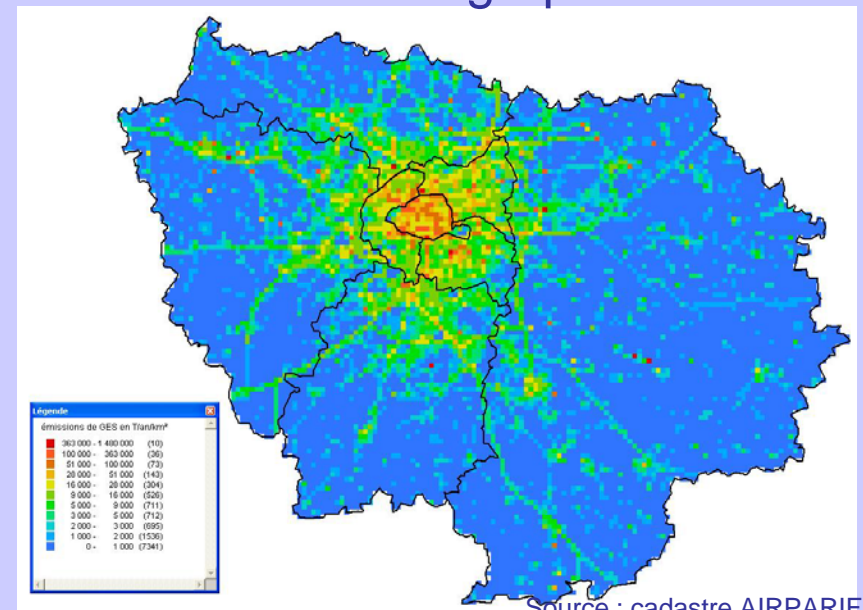 Légende
émissions de GES en T/an/km²
363 000 - 1 480 000 (10)
100 000 - 363 000 (36)
51 000 - 100 000 (73)
28 000 - 51 000 (143)
16 000 - 28 000 (304)
9 000 - 16 000 (526)
5 000 - 9 000 (711)
3 000 - 5 000 (712)
2 000 - 3 000 (695)
1 000 - 2 000 (1536)
0 - 1 000 (7341)
Source : cadastre AIRPARIF